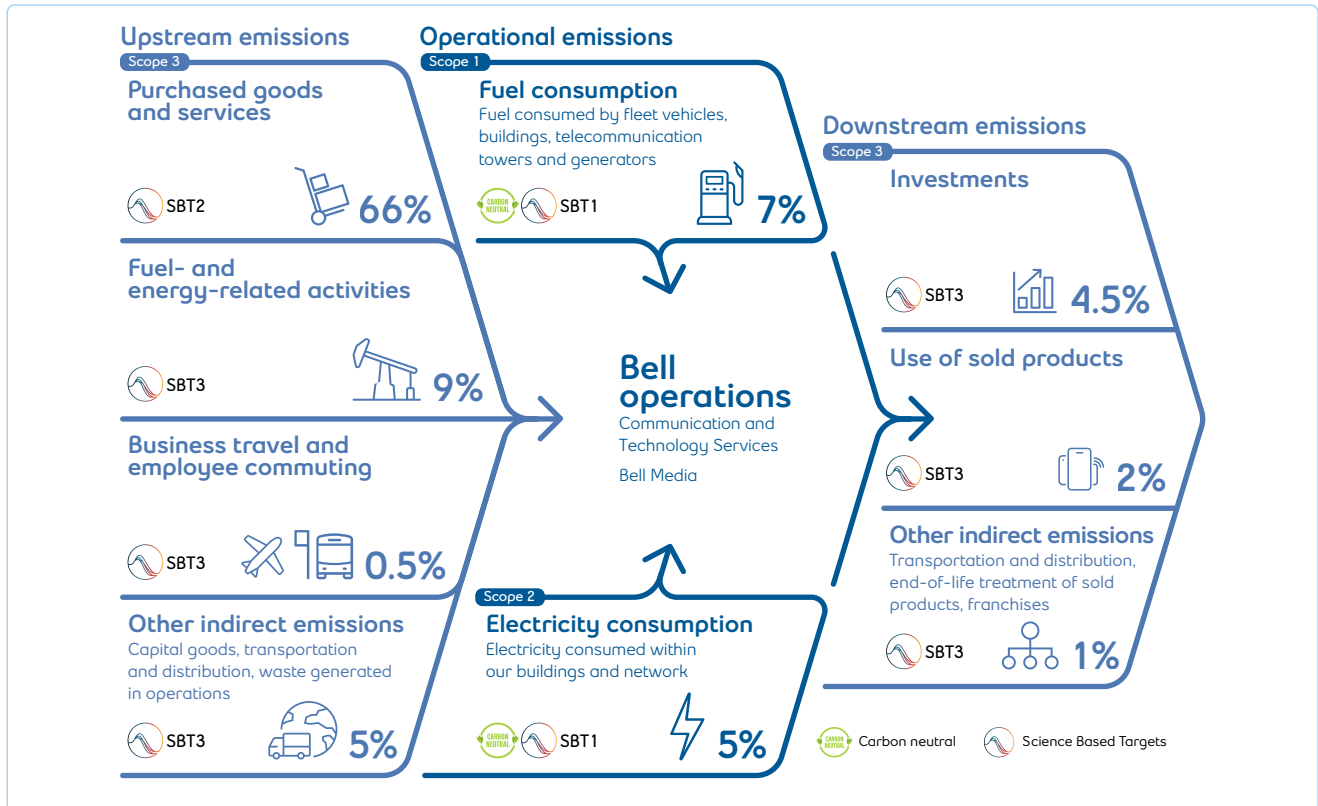 Upstream emissions
Scope 3
Purchased goods
and services
SBT2
66%
Fuel- and
energy-related activities
SBT3
9%
Business travel and
employee commuting
SBT3
0.5%
Other indirect emissions
Capital goods, transportation
and distribution, waste generated
in operations
SBT3
5%
Operational emissions
Scope 1
Fuel consumption
Fuel consumed by fleet vehicles,
buildings, telecommunication
towers and generators
CARBON
NEUTRAL
SBT1
7%
Bell
operations
Communication and
Technology Services
Bell Media
Scope 2
Electricity consumption
Electricity consumed within
our buildings and network
CARBON
NEUTRAL
SBT1
5%
Downstream emissions
Scope 3
Investments
SBT3
4.5%
Use of sold products
SBT3
2%
Other indirect emissions
Transportation and distribution,
end-of-life treatment of sold
products, franchises
SBT3
1%
CARBON
NEUTRAL
Carbon neutral
Science Based Targets